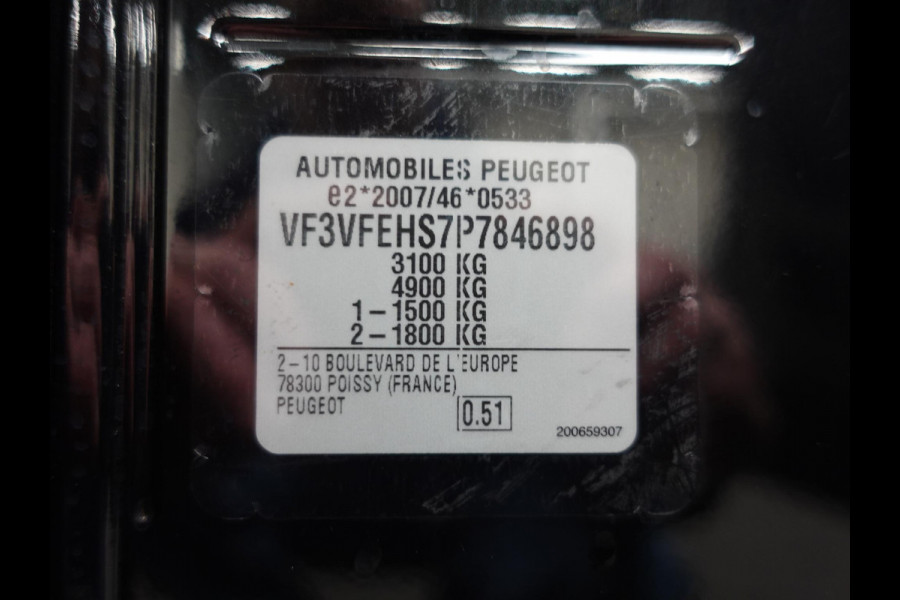 AUTOMOBILES PEUGEOT
e2*2007/46*0533
VF3VFEHS7P7846898
3100 KG
4900 KG
1-1500 KG
2-1800 KG
2-10 BOULEVARD DE L'EUROPE
78300 POISSY (FRANCE)
PEUGEOT
0.51
200659307